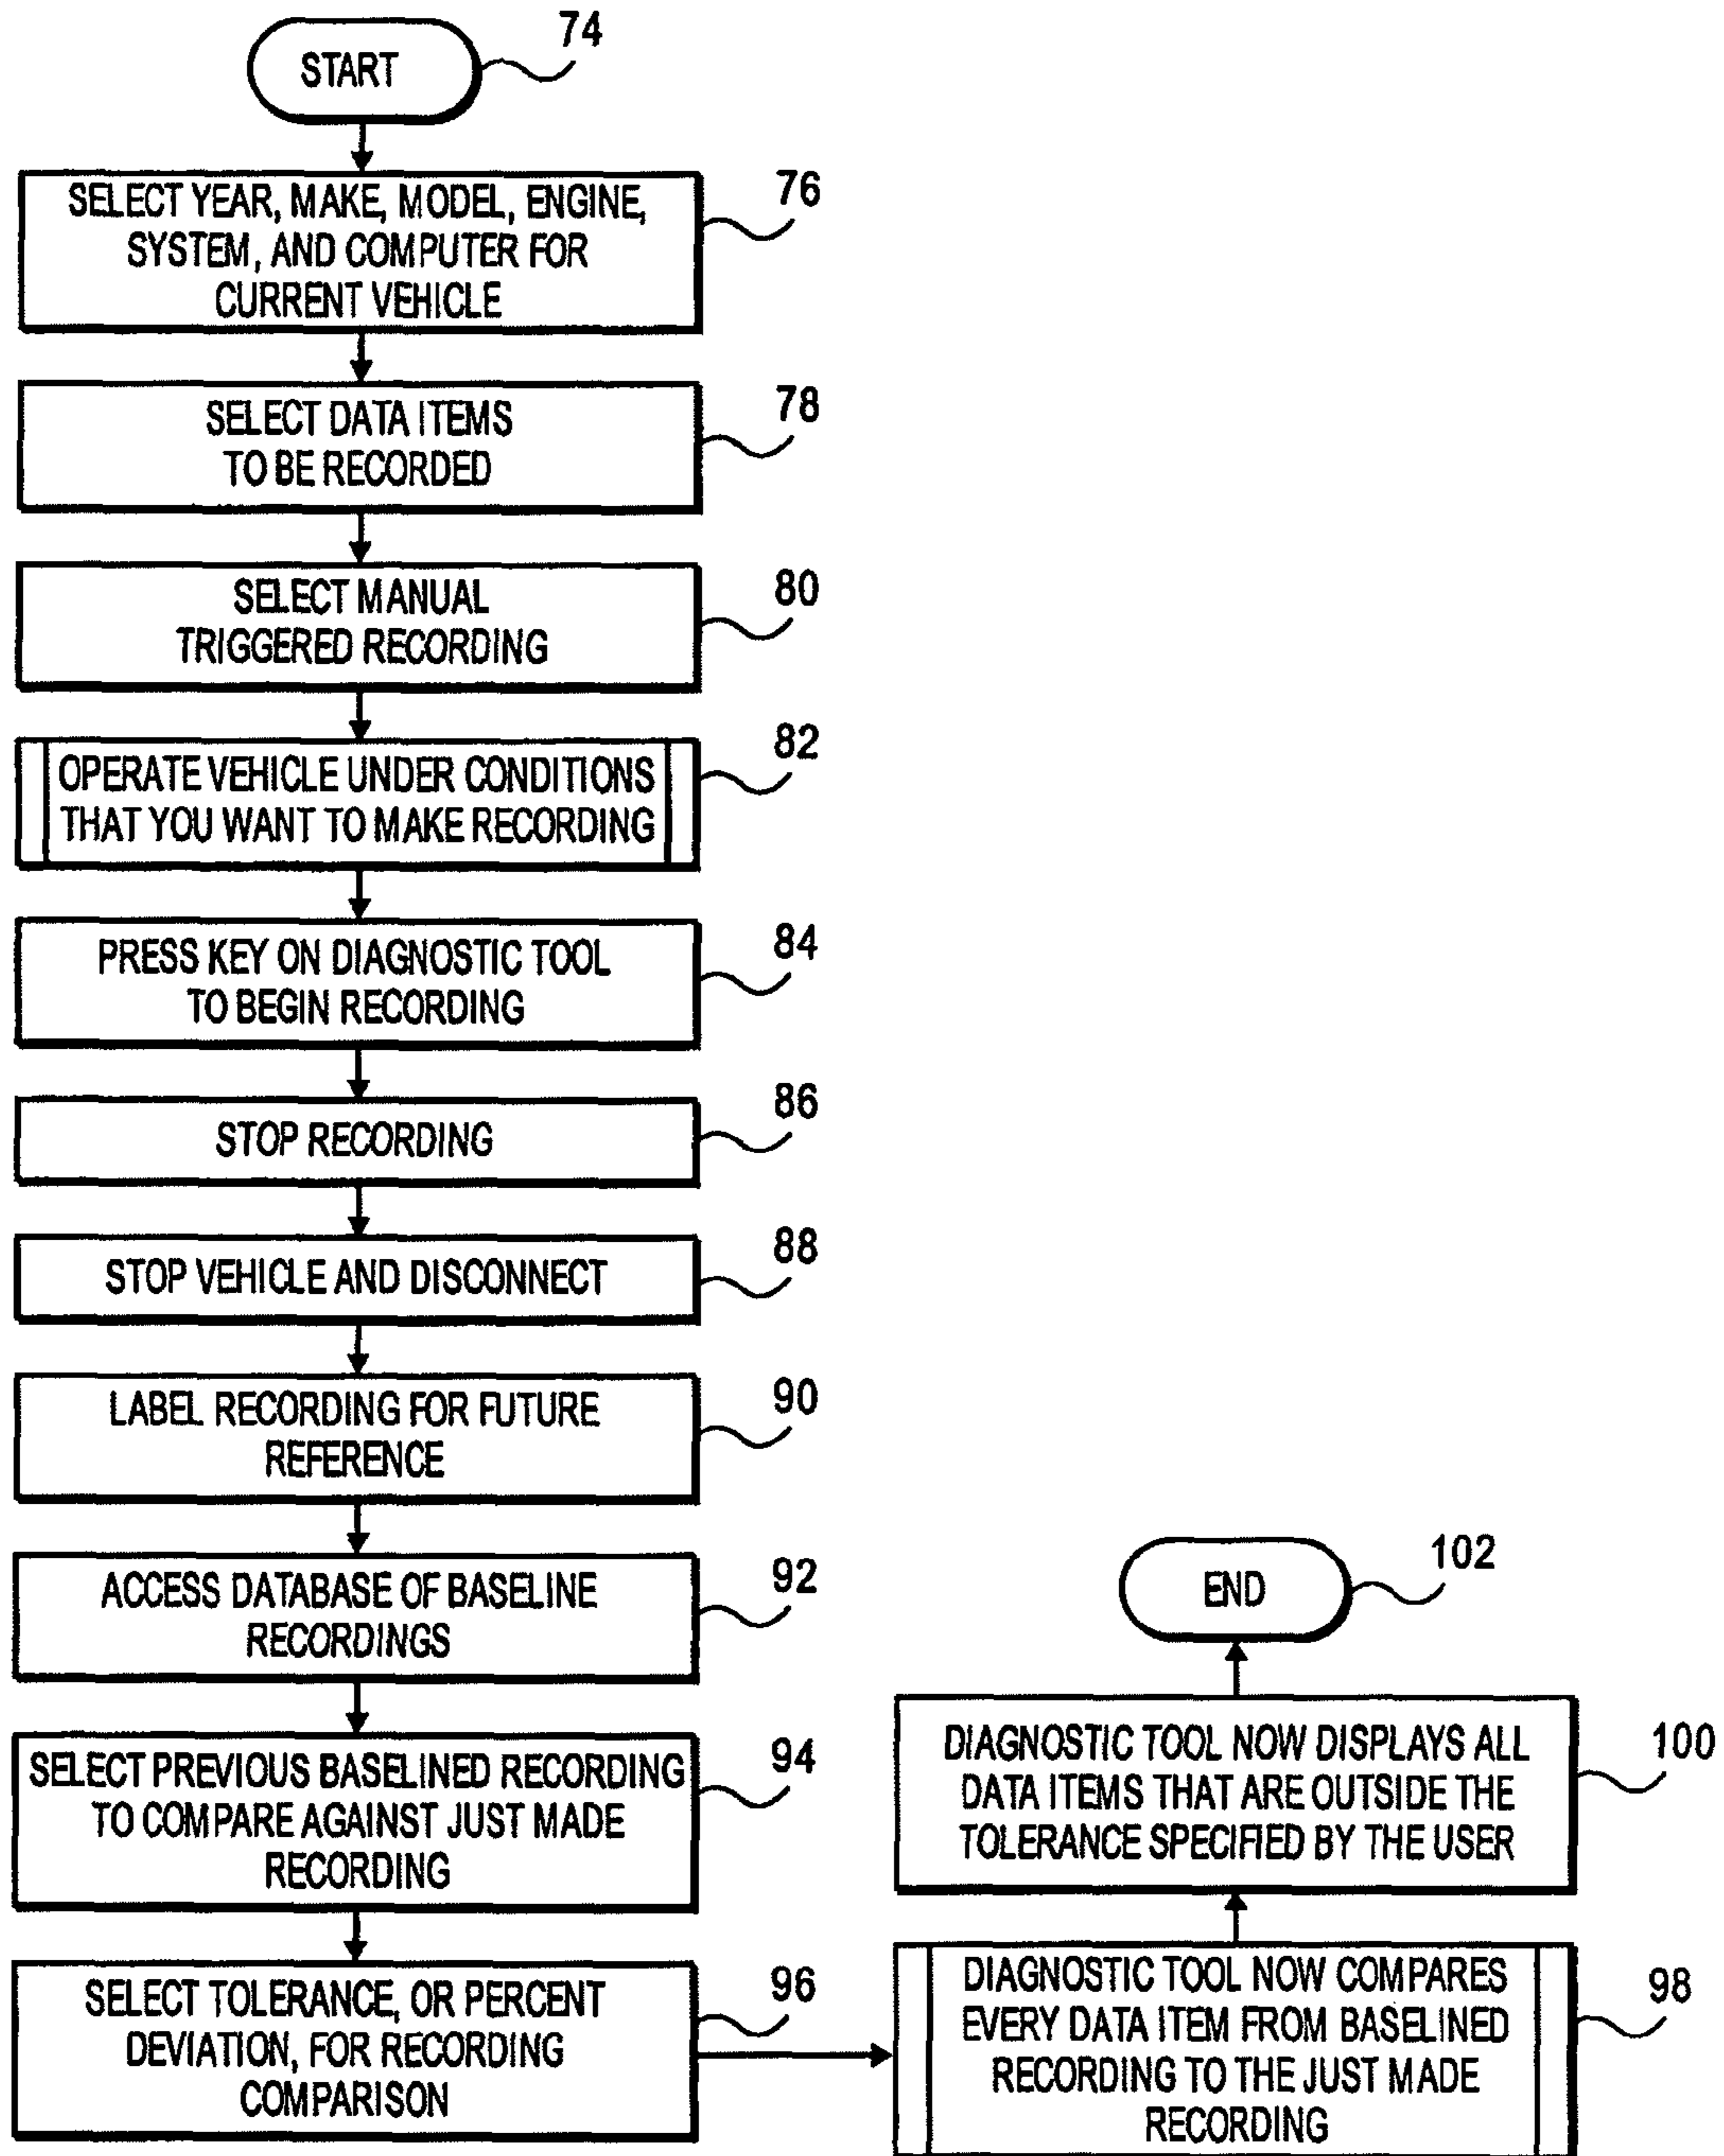 START
74
SELECT YEAR, MAKE, MODEL, ENGINE,
SYSTEM, AND COMPUTER FOR
CURRENT VEHICLE
76
SELECT DATA ITEMS
TO BE RECORDED
78
SELECT MANUAL
TRIGGERED RECORDING
80
OPERATE VEHICLE UNDER CONDITIONS
THAT YOU WANT TO MAKE RECORDING
82
PRESS KEY ON DIAGNOSTIC TOOL
TO BEGIN RECORDING
84
STOP RECORDING
86
STOP VEHICLE AND DISCONNECT
88
LABEL RECORDING FOR FUTURE
REFERENCE
90
ACCESS DATABASE OF BASELINE
RECORDINGS
92
SELECT PREVIOUS BASELINED RECORDING
TO COMPARE AGAINST JUST MADE
RECORDING
94
SELECT TOLERANCE, OR PERCENT
DEVIATION, FOR RECORDING
COMPARISON
96
DIAGNOSTIC TOOL NOW COMPARES
EVERY DATA ITEM FROM BASELINED
RECORDING TO THE JUST MADE
RECORDING
98
DIAGNOSTIC TOOL NOW DISPLAYS ALL
DATA ITEMS THAT ARE OUTSIDE THE
TOLERANCE SPECIFIED BY THE USER
100
END
102